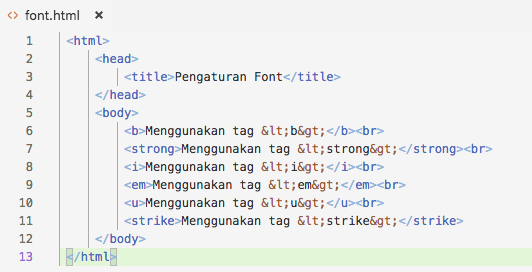 font.html
1 <html>
2 <head>
3 <title>Pengaturan Font</title>
4 </head>
5 <body>
6 <b>Menggunakan tag &lt;b&gt;</b><br>
7 <strong>Menggunakan tag &lt;strong&gt;</strong><br>
8 <i>Menggunakan tag &lt;i&gt;</i><br>
9 <em>Menggunakan tag &lt;em&gt;</em><br>
10 <u>Menggunakan tag &lt;u&gt;</u><br>
11 <strike>Menggunakan tag &lt;strike&gt;</strike>
12 </body>
13 </html>